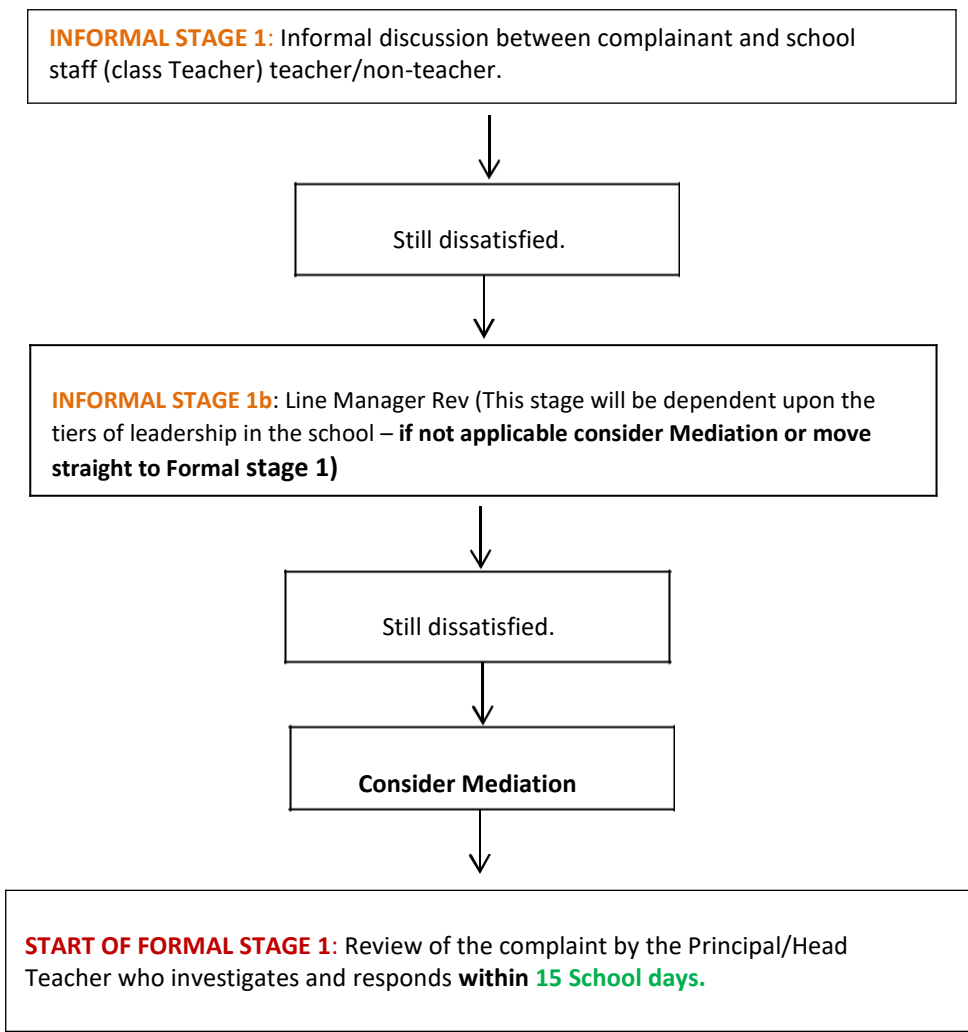 INFORMAL STAGE 1: Informal discussion between complainant and school
staff (class Teacher) teacher/non-teacher.
Still dissatisfied.
INFORMAL STAGE 1b: Line Manager Rev (This stage will be dependent upon the
tiers of leadership in the school – if not applicable consider Mediation or move
straight to Formal stage 1)
Still dissatisfied.
Consider Mediation
START OF FORMAL STAGE 1: Review of the complaint by the Principal/Head
Teacher who investigates and responds within 15 School days.